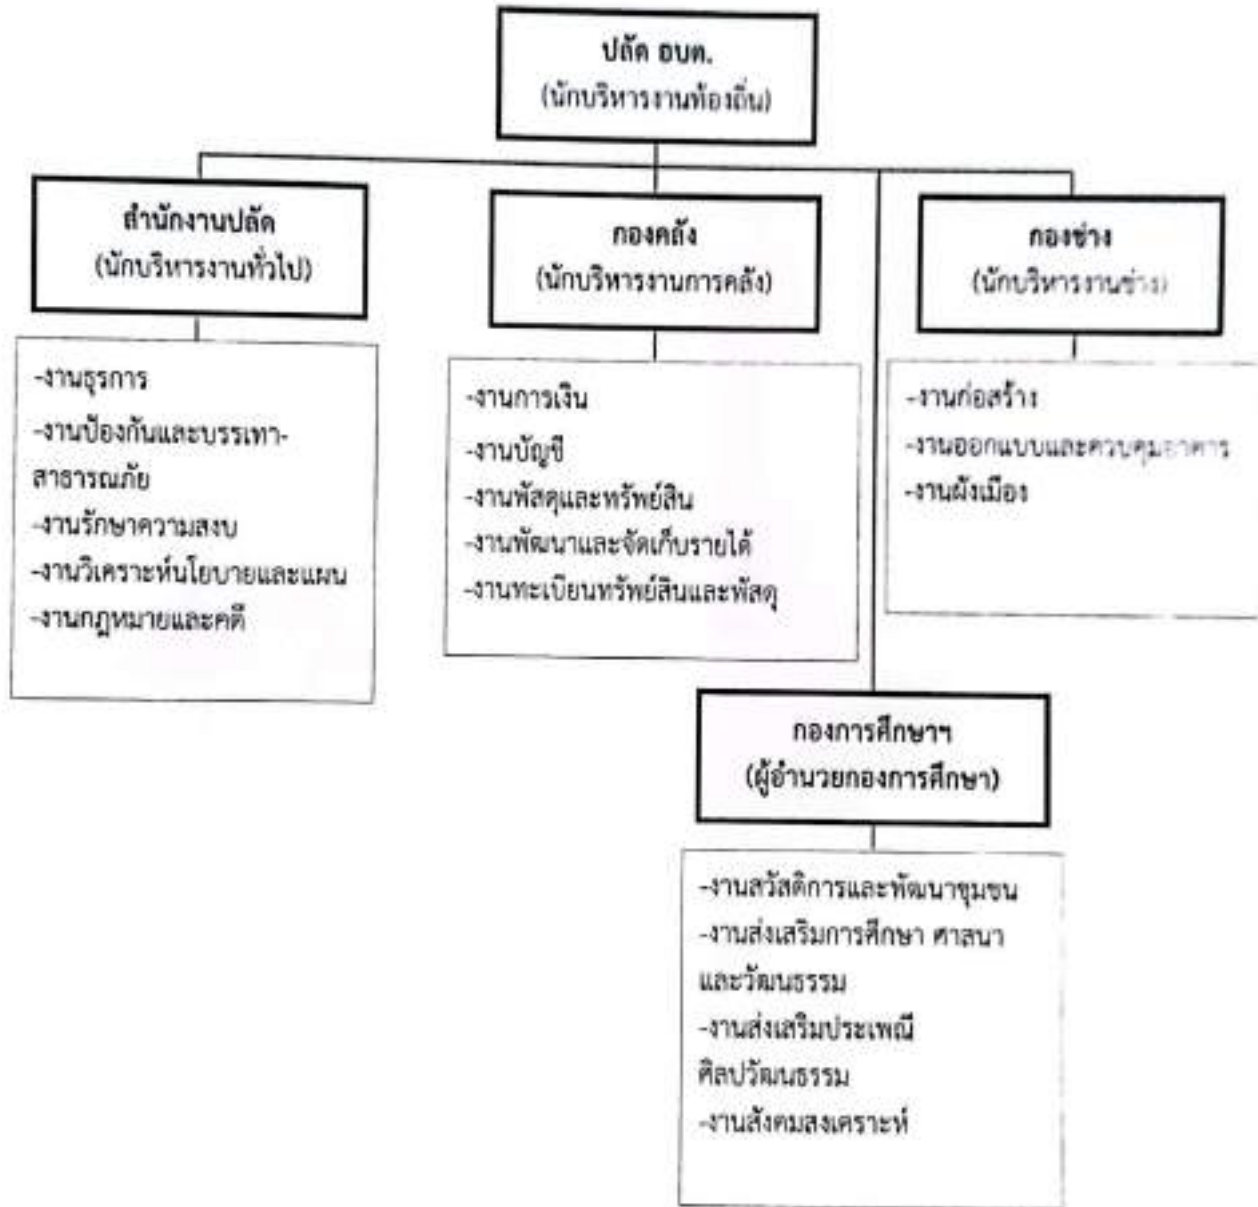 ปลัด อบต.
(นักบริหารงานท้องถิ่น)
สำนักงานปลัด
(นักบริหารงานทั่วไป)
กองคลัง
(นักบริหารงานการคลัง)
กองช่าง
(นักบริหารงานช่าง)
-งานธุรการ
-งานป้องกันและบรรเทา-
สาธารณภัย
-งานรักษาความสงบ
-งานวิเคราะห์นโยบายและแผน
-งานกฎหมายและคดี
-งานการเงิน
-งานบัญชี
-งานพัสดุและทรัพย์สิน
-งานพัฒนาและจัดเก็บรายได้
-งานทะเบียนทรัพย์สินและพัสดุ
-งานก่อสร้าง
-งานออกแบบและควบคุมอาคาร
-งานผังเมือง
กองการศึกษาฯ
(ผู้อำนวยกองการศึกษา)
-งานสวัสดิการและพัฒนาชุมชน
-งานส่งเสริมการศึกษา ศาสนา
และวัฒนธรรม
-งานส่งเสริมประเพณี
ศิลปวัฒนธรรม
-งานสังคมสงเคราะห์